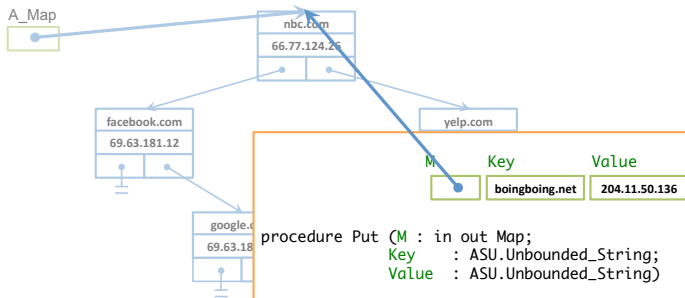 A_Map
nbc.com
66.77.124.26
facebook.com
69.63.181.12
yelp.com
M Key Value
boingboing.net 204.11.50.136
procedure Put (M : in out Map;
Key : ASU.Unbounded_String;
Value : ASU.Unbounded_String)